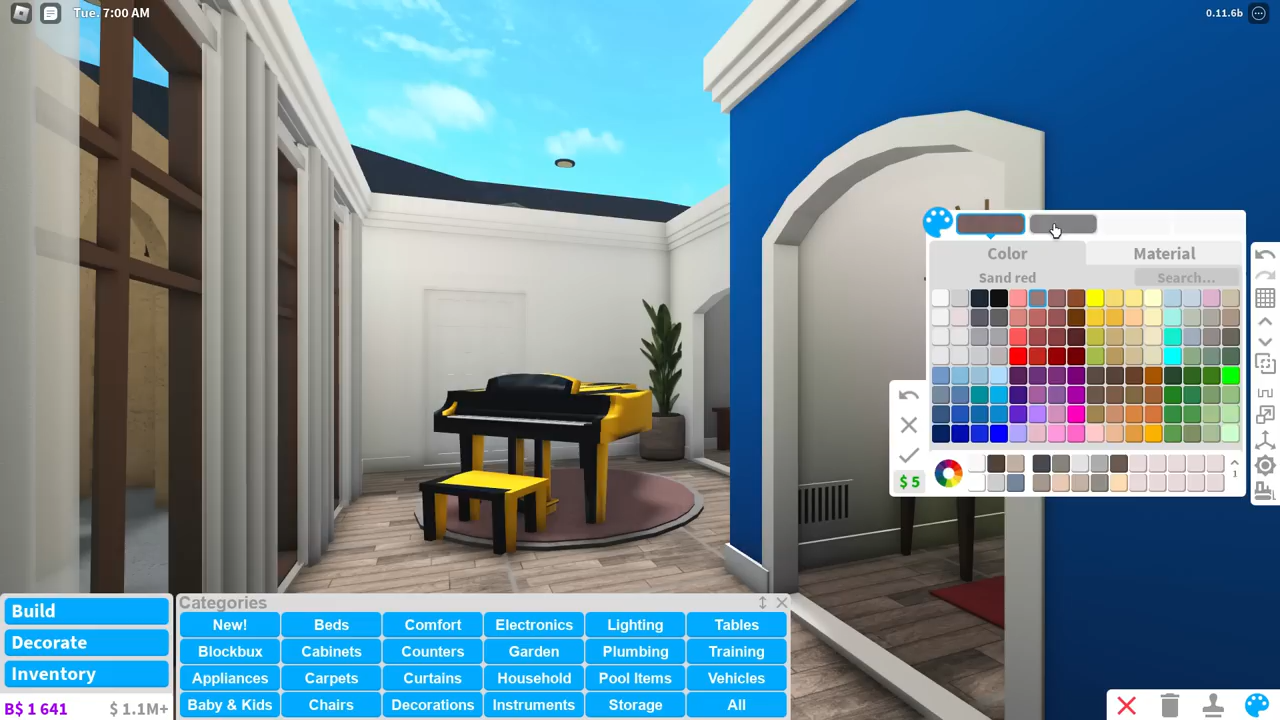 Tue. 7:00 AM
0.11.6b
Color
Material
Sand red
Search...
$ 5
1
Build
Decorate
Inventory
B$ 1 641
$ 1.1M+
Categories
New!
Beds
Comfort
Electronics
Lighting
Tables
Blockbux
Cabinets
Counters
Garden
Plumbing
Training
Appliances
Carpets
Curtains
Household
Pool Items
Vehicles
Baby & Kids
Chairs
Decorations
Instruments
Storage
All